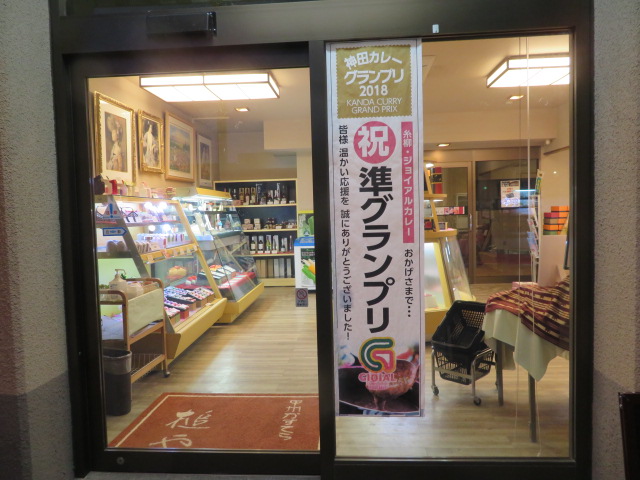 神田カレー
グランプリ
2018
KANDA CURRY
GRAND PRIX
糸柳・ジョイアルカレー
おかげさまで…
祝
準グランプリ
皆様 温かい応援を 誠にありがとうございました!